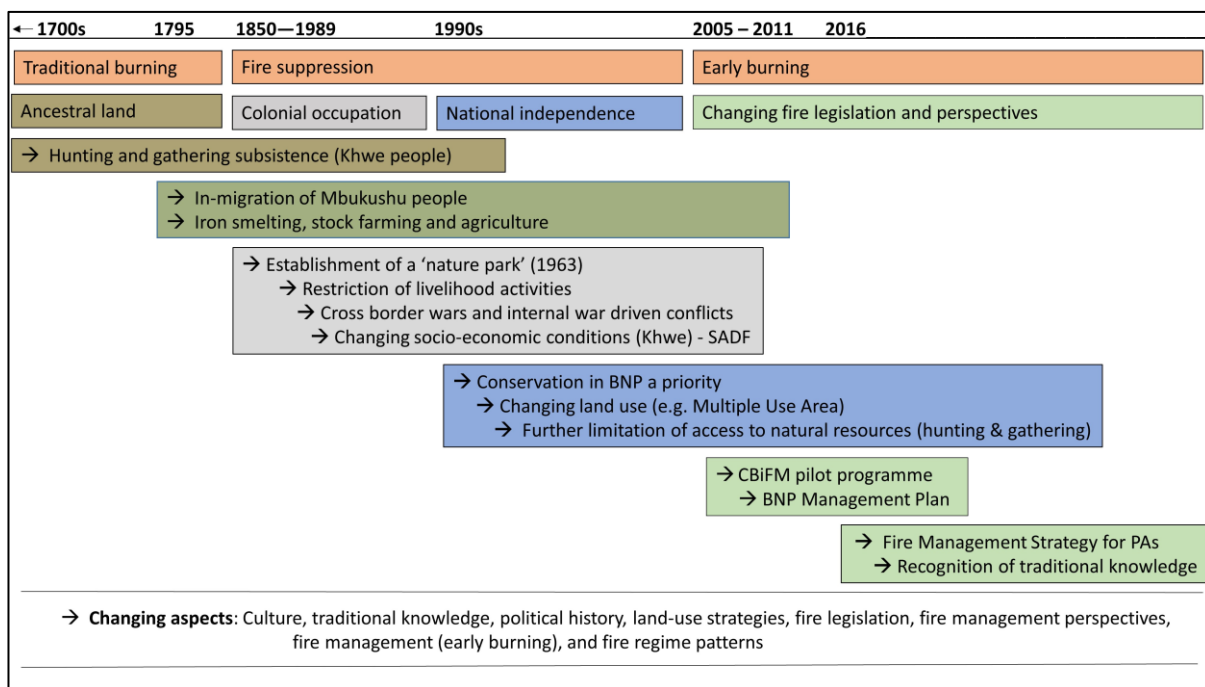 ← 1700s 1795 1850—1989 1990s 2005 – 2011 2016
Traditional burning Fire suppression Early burning
Ancestral land Colonial occupation National independence Changing fire legislation and perspectives
→ Hunting and gathering subsistence (Khwe people)
→ In-migration of Mbukushu people
→ Iron smelting, stock farming and agriculture
→ Establishment of a ‘nature park’ (1963)
→ Restriction of livelihood activities
→ Cross border wars and internal war driven conflicts
→ Changing socio-economic conditions (Khwe) - SADF
→ Conservation in BNP a priority
→ Changing land use (e.g. Multiple Use Area)
→ Further limitation of access to natural resources (hunting & gathering)
→ CBiFM pilot programme
→ BNP Management Plan
→ Fire Management Strategy for PAs
→ Recognition of traditional knowledge
→ Changing aspects: Culture, traditional knowledge, political history, land-use strategies, fire legislation, fire management perspectives,
fire management (early burning), and fire regime patterns